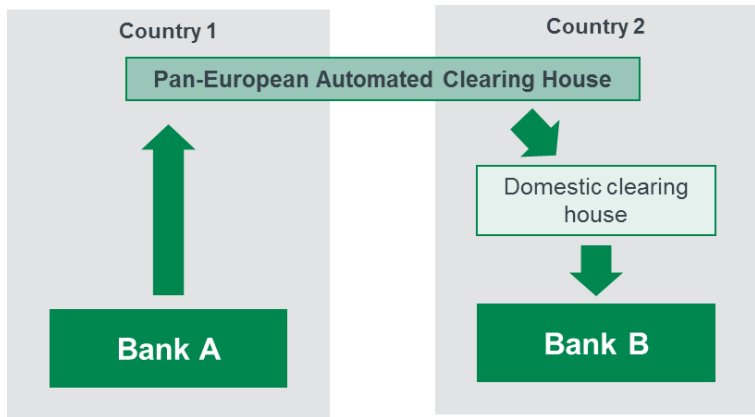 Country 1
Country 2
Pan-European Automated Clearing House
Domestic clearing
house
Bank A
Bank B